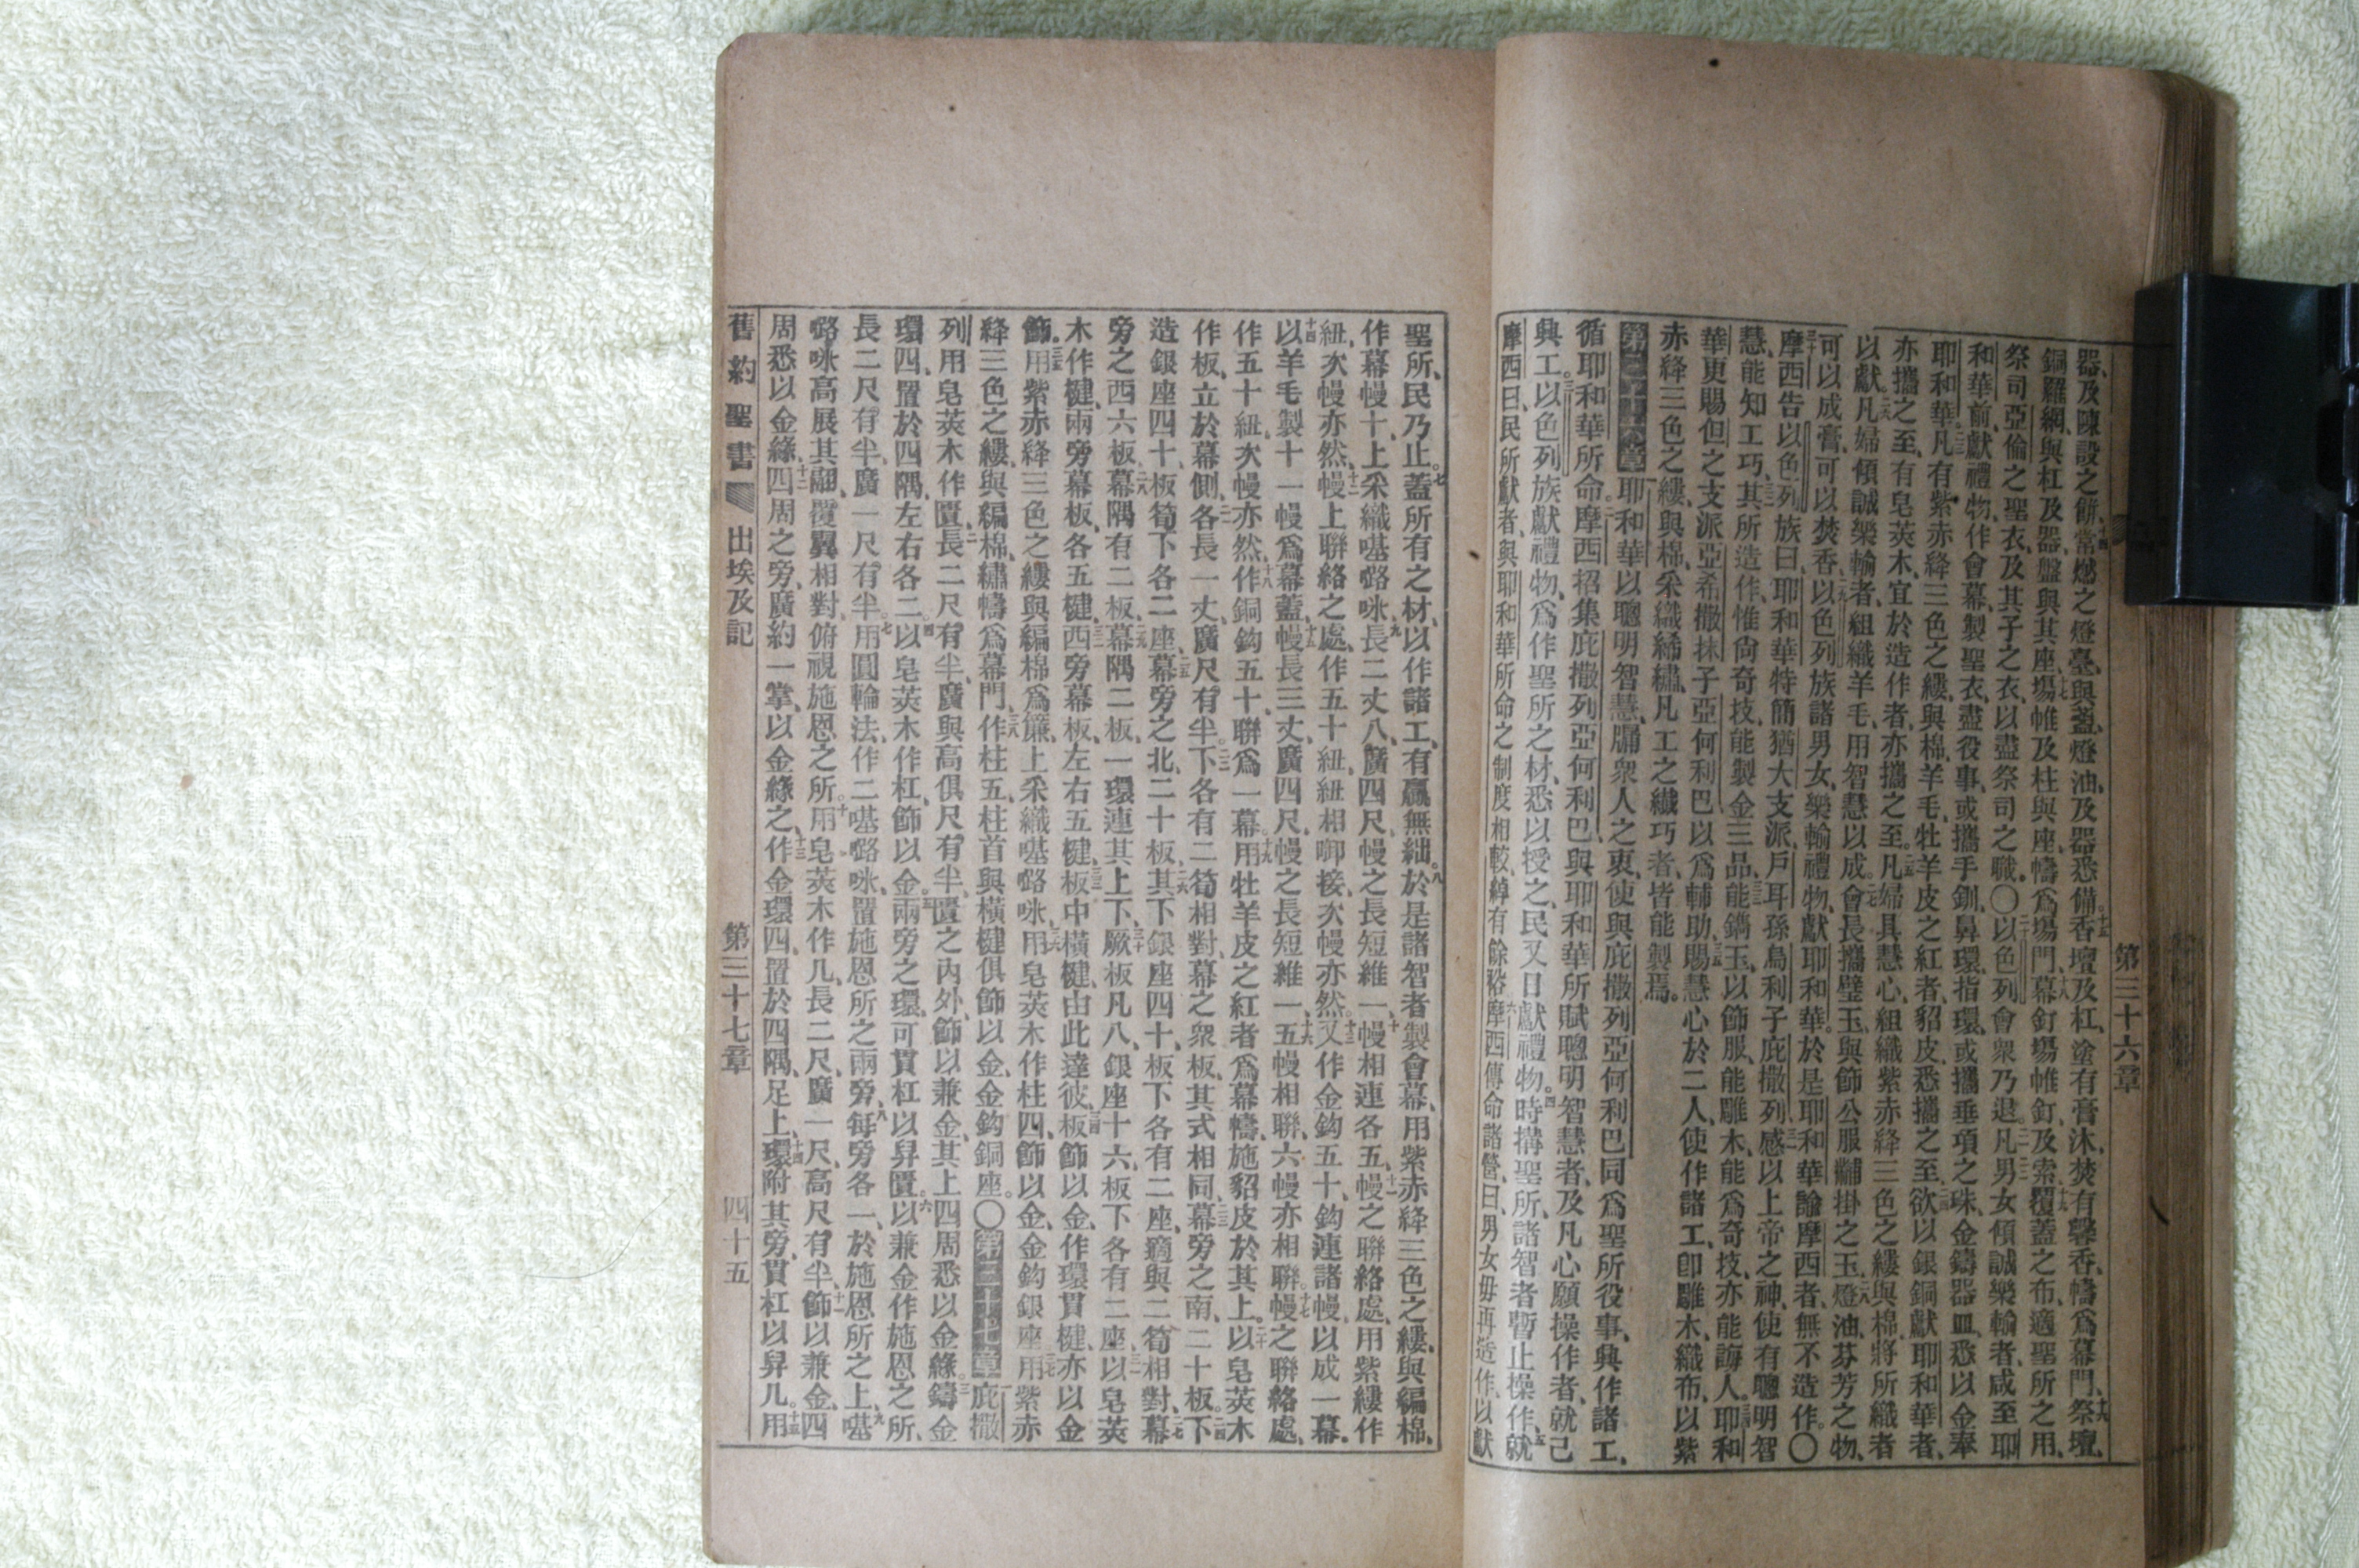 器及陳設之餅常燃之燈臺與盞燈油及器悉備香壇及杠塗有膏沐焚有馨香幬爲幕門祭壇
銅羅網與杠及器盤與其座塲帷及柱與座幬爲塲門幕釘塲帷釘及索覆蓋之布適聖所之用
祭司亞倫之聖衣及其子之衣以盡祭司之職〇以色列會衆乃退凡男女傾誠樂輸者咸至耶
和華前獻禮物作會幕製聖衣盡役事或攜手釧鼻環指環或攜垂項之珠金鑄器皿悉以金奉
耶和華凡有紫赤絳三色之縷與棉羊毛牡羊皮之紅者貂皮悉攜之至欲以銀銅獻耶和華者
亦攜之至有皂莢木宜於造作者亦攜之至凡婦具慧心組織紫赤絳三色之縷與棉將所織者
以獻凡婦傾誠樂輸者組織羊毛用智慧以成會長攜璧玉與節公服黼掛之玉燈油芬芳之物
可以成膏可以焚香以色列族諸男女樂輸禮物獻耶和華於是耶和華諭摩西者無不造作〇
摩西告以色列族曰耶和華特簡猶大支派戶耳孫烏利子庇撒列感以上帝之神使有聰明智
慧能知工巧其所造作惟尙奇技能製金三品能鐫玉以飾服能雕木能爲奇技亦能誨人耶和
華更賜但之支派亞希撒抹子亞何利巴以爲輔助賜慧心於二人使作諸工卽雕木織布以紫
赤絳三色之縷與棉采織絺繡凡工之纖巧者皆能製焉
第三十六章耶和華以聰明智慧牖衆人之衷使與庇撒列亞何利巴同爲聖所役事興作諸工
循耶和華所命摩西招集庇撒列亞何利巴與耶和華所賦聰明智慧者及凡心願操作者就己
興工以色列族獻禮物爲作聖所之材悉以授之民又日獻禮物時搆聖所諸智者暫止操作就
摩西曰民所獻者與耶和華所命之制度相較綽有餘裕摩西傳命諸營曰男女毋再造作以獻
第三十六章
聖所民乃止蓋所有之材以作諸工有贏無絀於是諸智者製會幕用紫赤絳三色之縷與編棉
作幕幔十上采織𠼻𡀔𠱀長二丈八廣四尺幔之長短維一幔相連各五幔之聯絡處用紫縷作
紐次幔亦然幔上聯絡之處作五十紐紐相啣接次幔亦然又作金鈎五十鈎連諸幔以成一幕
以羊毛製十一幔爲幕蓋幔長三丈廣四尺幔之長短維一五幔相聯六幔亦相聯幔之聯絡處
作五十紐次幔亦然作銅鈎五十聯爲一幕用牡羊皮之紅者爲幕幬施貂皮於其上以皂莢木
作板立於幕側各長一丈廣尺有半下各有二筍相對幕之衆板其式相同幕旁之南二十板下
造銀座四十板筍下各二座幕旁之北二十板其下銀座四十板下各有二座適與二筍相對幕
旁之西六板幕隅有二板幕隅二板一環連其上下厥板凡八銀座十六板下各有二座以皂莢
木作楗兩旁幕板各五楗西旁幕板左右五楗板中橫楗由此達彼板飾以金作環貫楗亦以金
飾用紫赤絳三色之縷與編棉爲簾上采織𠼻𡀔𠱀用皂莢木作柱四飾以金金鈎銀座用紫赤
絳三色之縷與編棉繡幬爲幕門作柱五柱首與橫楗俱飾以金金鈎銅座〇第三十七章庇撒
列用皂莢木作匱長二尺有半廣與高俱尺有半匱之內外飾以兼金其上四周悉以金緣鑄金
環四置於四隅左右各二以皂莢木作杠飾以金兩旁之環可貫杠以舁匱以兼金作施恩之所
長二尺有半廣一尺有半用圓輪法作二𠼻𡀔𠱀置施恩所之兩旁每旁各一於施恩所之上𠼻
𡀔𠱀高展其翮覆翼相對俯視施恩之所用皂莢木作几長二尺廣一尺高尺有半飾以兼金四
周悉以金緣四周之旁廣約一掌以金緣之作金環四置於四隅足上環附其旁貫杠以舁几用
舊約聖書 出埃及記 第三十七章 四十五